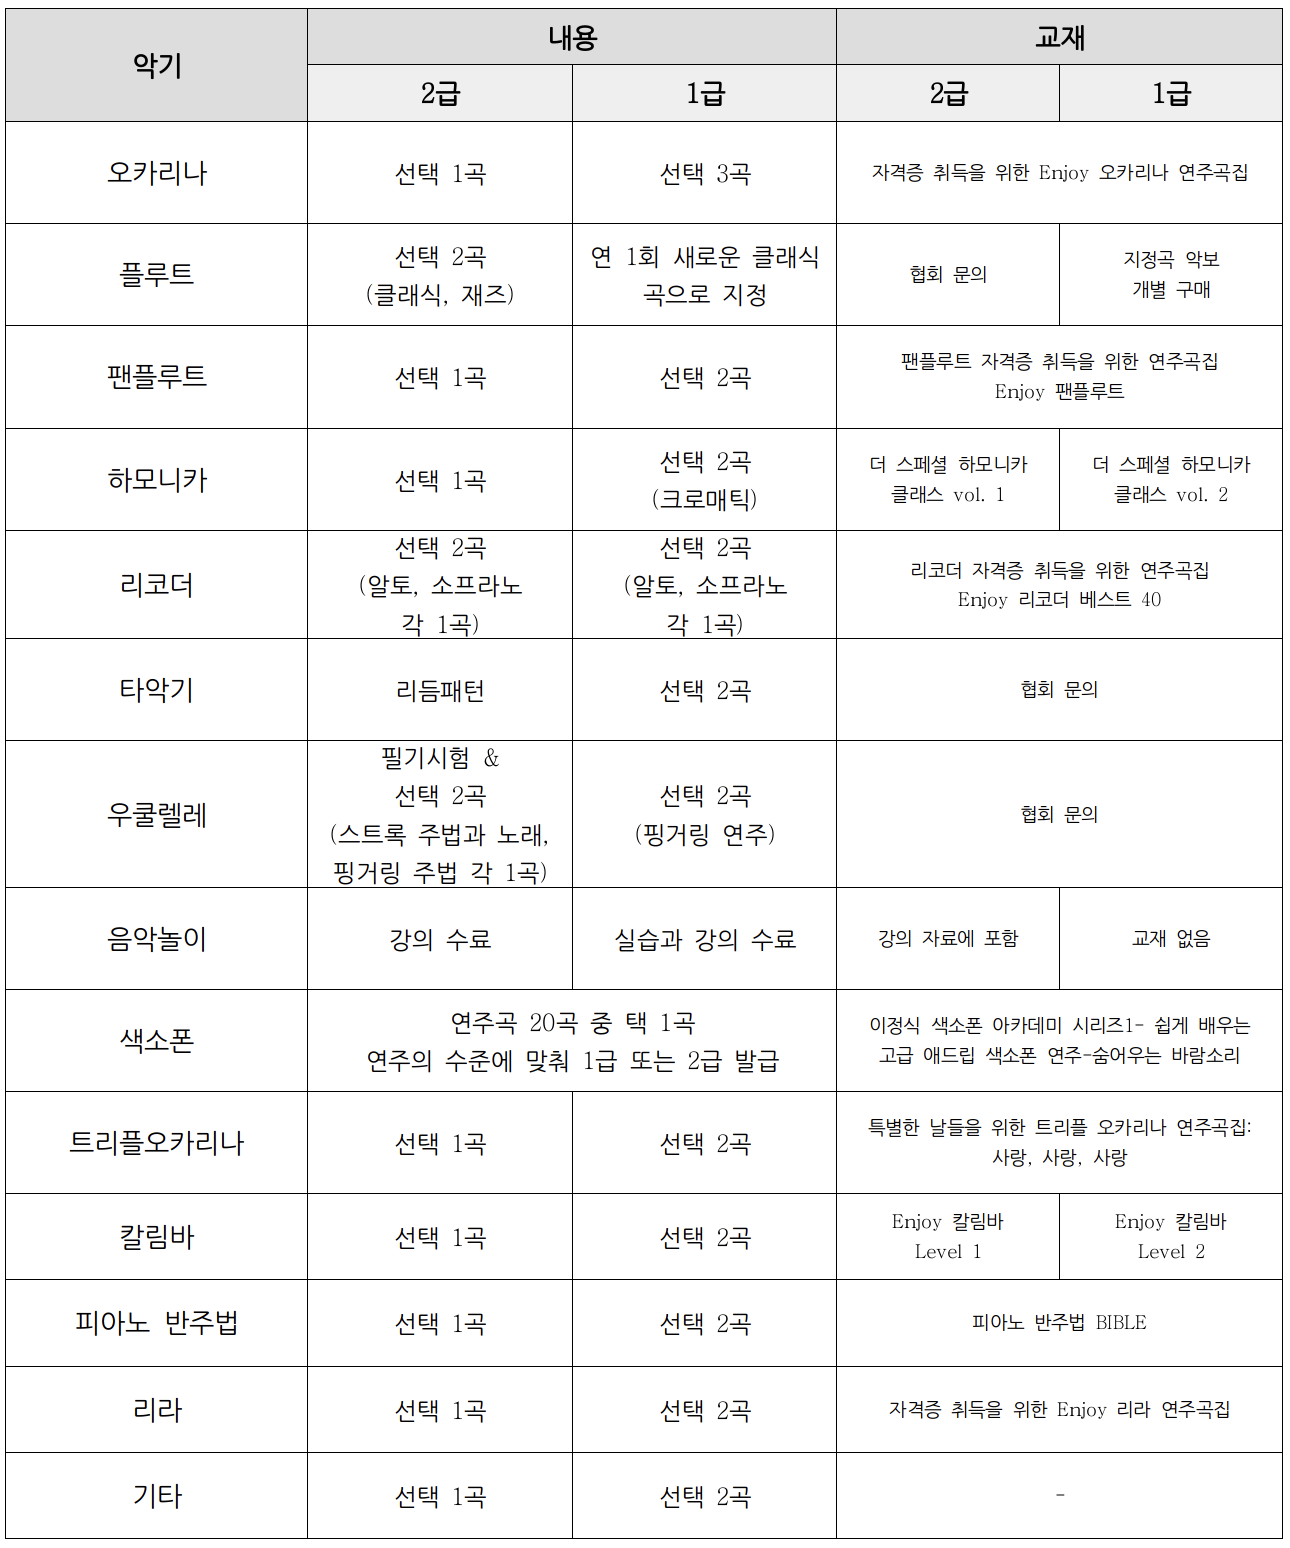 악기
내용
교재
2급
1급
2급
1급
오카리나
선택 1곡
선택 3곡
자격증 취득을 위한 Enjoy 오카리나 연주곡집
플루트
선택 2곡
(클래식, 재즈)
연 1회 새로운 클래식
곡으로 지정
협회 문의
지정곡 악보
개별 구매
팬플루트
선택 1곡
선택 2곡
팬플루트 자격증 취득을 위한 연주곡집
Enjoy 팬플루트
하모니카
선택 1곡
선택 2곡
(크로매틱)
더 스페셜 하모니카
클래스 vol. 1
더 스페셜 하모니카
클래스 vol. 2
리코더
선택 2곡
(알토, 소프라노
각 1곡)
선택 2곡
(알토, 소프라노
각 1곡)
리코더 자격증 취득을 위한 연주곡집
Enjoy 리코더 베스트 40
타악기
리듬패턴
선택 2곡
협회 문의
우쿨렐레
필기시험 &
선택 2곡
(스트록 주법과 노래,
핑거링 주법 각 1곡)
선택 2곡
(핑거링 연주)
협회 문의
음악놀이
강의 수료
실습과 강의 수료
강의 자료에 포함
교재 없음
색소폰
연주곡 20곡 중 택 1곡
연주의 수준에 맞춰 1급 또는 2급 발급
이정식 색소폰 아카데미 시리즈1- 쉽게 배우는
고급 애드립 색소폰 연주-숨어우는 바람소리
트리플오카리나
선택 1곡
선택 2곡
특별한 날들을 위한 트리플 오카리나 연주곡집:
사랑, 사랑, 사랑
칼림바
선택 1곡
선택 2곡
Enjoy 칼림바
Level 1
Enjoy 칼림바
Level 2
피아노 반주법
선택 1곡
선택 2곡
피아노 반주법 BIBLE
리라
선택 1곡
선택 2곡
자격증 취득을 위한 Enjoy 리라 연주곡집
기타
선택 1곡
선택 2곡
-